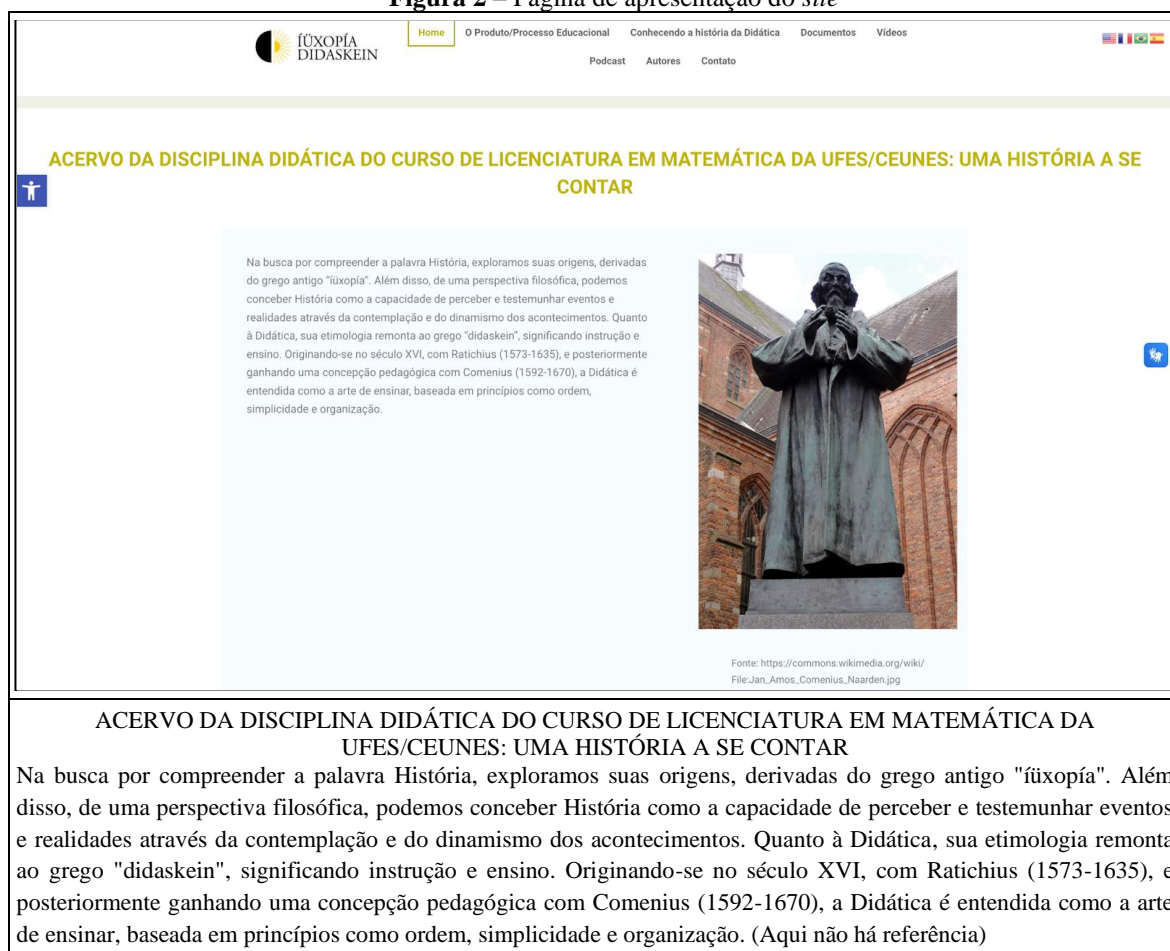 Figura 2 – Página de apresentação do site
ÍÜXOPÍA
DIDASKEIN
Home O Produto/Processo Educacional Conhecendo a história da Didática Documentos Vídeos
Podcast Autores Contato
ACERVO DA DISCIPLINA DIDÁTICA DO CURSO DE LICENCIATURA EM MATEMÁTICA DA UFES/CEUNES: UMA HISTÓRIA A SE
CONTAR
Na busca por compreender a palavra História, exploramos suas origens, derivadas
do grego antigo "íüxopía". Além disso, de uma perspectiva filosófica, podemos
conceber História como a capacidade de perceber e testemunhar eventos e
realidades através da contemplação e do dinamismo dos acontecimentos. Quanto
à Didática, sua etimologia remonta ao grego "didaskein", significando instrução e
ensino. Originando-se no século XVI, com Ratichius (1573-1635), e posteriormente
ganhando uma concepção pedagógica com Comenius (1592-1670), a Didática é
entendida como a arte de ensinar, baseada em princípios como ordem,
simplicidade e organização.
Fonte: https://commons.wikimedia.org/wiki/
File:Jan_Amos_Comenius_Naarden.jpg
ACERVO DA DISCIPLINA DIDÁTICA DO CURSO DE LICENCIATURA EM MATEMÁTICA DA
UFES/CEUNES: UMA HISTÓRIA A SE CONTAR
Na busca por compreender a palavra História, exploramos suas origens, derivadas do grego antigo "íüxopía". Além
disso, de uma perspectiva filosófica, podemos conceber História como a capacidade de perceber e testemunhar eventos
e realidades através da contemplação e do dinamismo dos acontecimentos. Quanto à Didática, sua etimologia remonta
ao grego "didaskein", significando instrução e ensino. Originando-se no século XVI, com Ratichius (1573-1635), e
posteriormente ganhando uma concepção pedagógica com Comenius (1592-1670), a Didática é entendida como a arte
de ensinar, baseada em princípios como ordem, simplicidade e organização. (Aqui não há referência)